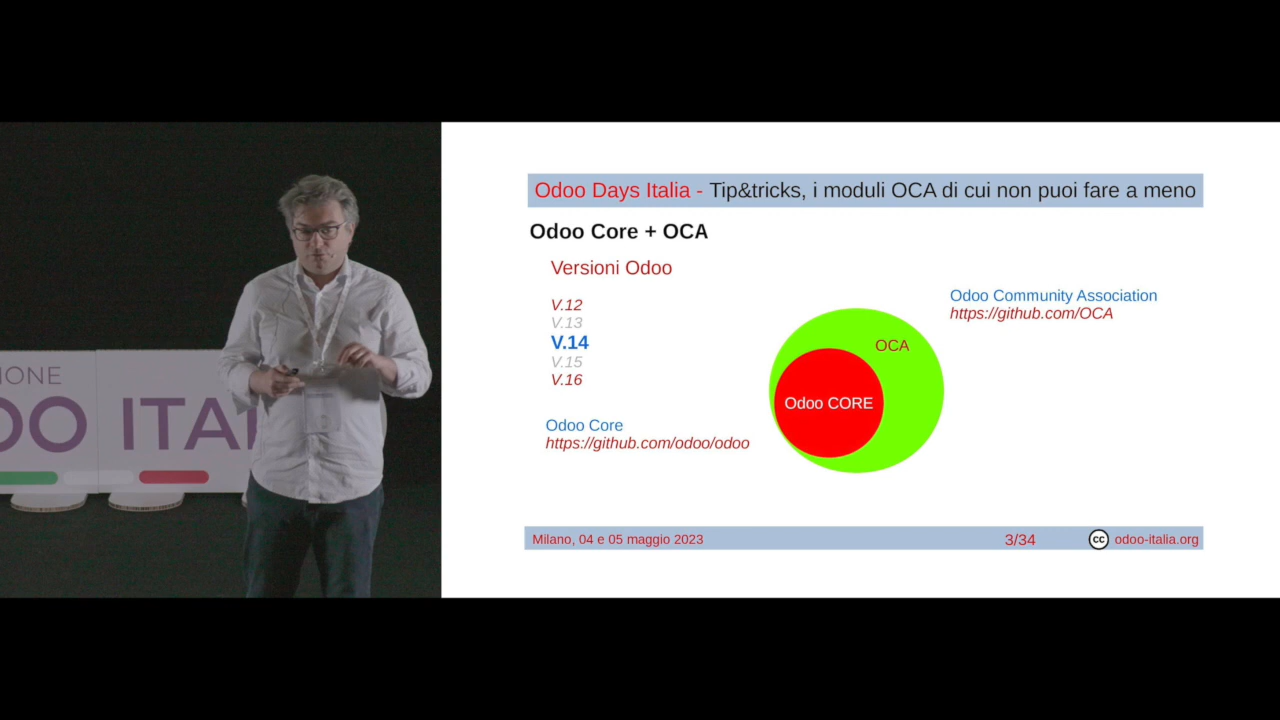 IONE
OO ITAL
Odoo Days Italia - Tip&tricks, i moduli OCA di cui non puoi fare a meno
Odoo Core + OCA
Versioni Odoo
V.12
V.13
V.14
V.15
V.16
Odoo Core
https://github.com/odoo/odoo
Odoo Community Association
https://github.com/OCA
OCA
Odoo CORE
Milano, 04 e 05 maggio 2023
3/34
cc odoo-italia.org